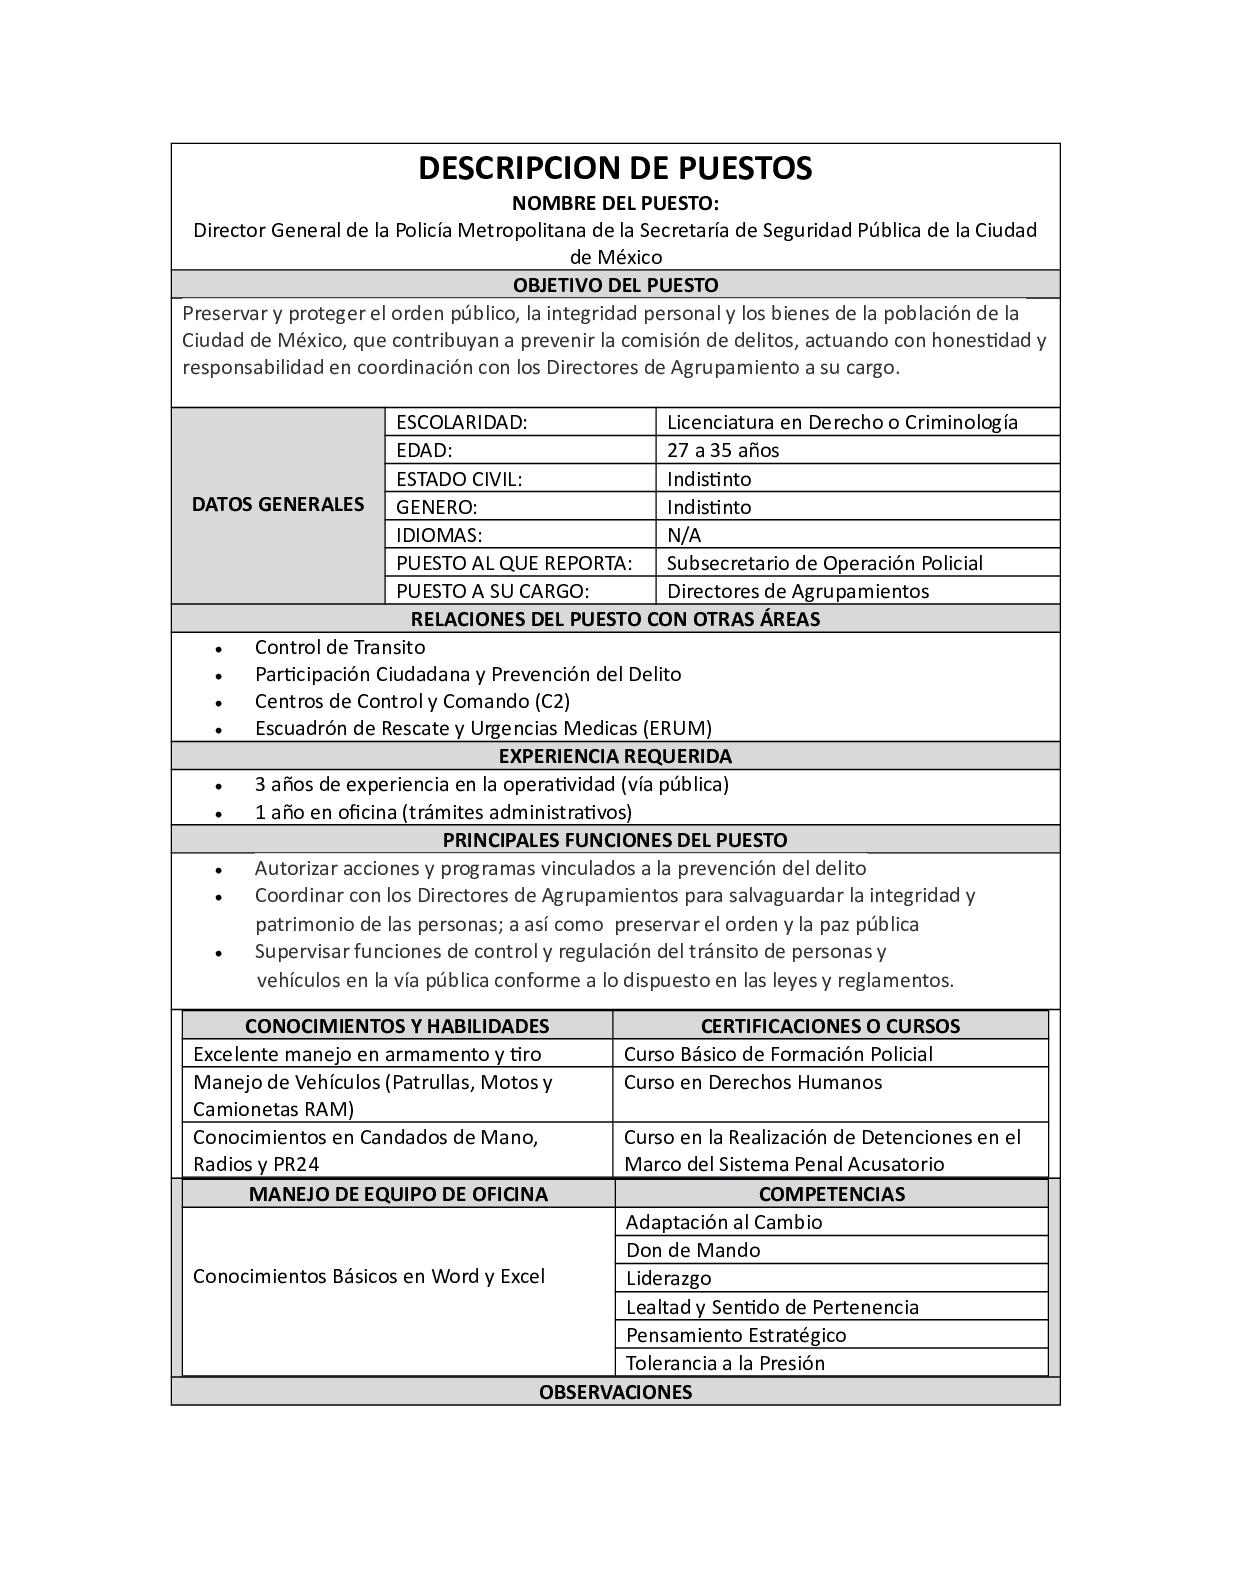 DESCRIPCION DE PUESTOS
NOMBRE DEL PUESTO:
Director General de la Policía Metropolitana de la Secretaría de Seguridad Pública de la Ciudad
de México
OBJETIVO DEL PUESTO
Preservar y proteger el orden público, la integridad personal y los bienes de la población de la
Ciudad de México, que contribuyan a prevenir la comisión de delitos, actuando con honestidad y
responsabilidad en coordinación con los Directores de Agrupamiento a su cargo.
DATOS GENERALES
ESCOLARIDAD: Licenciatura en Derecho o Criminología
EDAD: 27 a 35 años
ESTADO CIVIL: Indistinto
GENERO: Indistinto
IDIOMAS: N/A
PUESTO AL QUE REPORTA: Subsecretario de Operación Policial
PUESTO A SU CARGO: Directores de Agrupamientos
RELACIONES DEL PUESTO CON OTRAS ÁREAS
• Control de Transito
• Participación Ciudadana y Prevención del Delito
• Centros de Control y Comando (C2)
• Escuadrón de Rescate y Urgencias Medicas (ERUM)
EXPERIENCIA REQUERIDA
• 3 años de experiencia en la operatividad (vía pública)
• 1 año en oficina (trámites administrativos)
PRINCIPALES FUNCIONES DEL PUESTO
• Autorizar acciones y programas vinculados a la prevención del delito
• Coordinar con los Directores de Agrupamientos para salvaguardar la integridad y
patrimonio de las personas; a así como preservar el orden y la paz pública
• Supervisar funciones de control y regulación del tránsito de personas y
vehículos en la vía pública conforme a lo dispuesto en las leyes y reglamentos.
CONOCIMIENTOS Y HABILIDADES CERTIFICACIONES O CURSOS
Excelente manejo en armamento y tiro Curso Básico de Formación Policial
Manejo de Vehículos (Patrullas, Motos y Curso en Derechos Humanos
Camionetas RAM)
Conocimientos en Candados de Mano, Curso en la Realización de Detenciones en el
Radios y PR24 Marco del Sistema Penal Acusatorio
MANEJO DE EQUIPO DE OFICINA COMPETENCIAS
Conocimientos Básicos en Word y Excel
Adaptación al Cambio
Don de Mando
Liderazgo
Lealtad y Sentido de Pertenencia
Pensamiento Estratégico
Tolerancia a la Presión
OBSERVACIONES